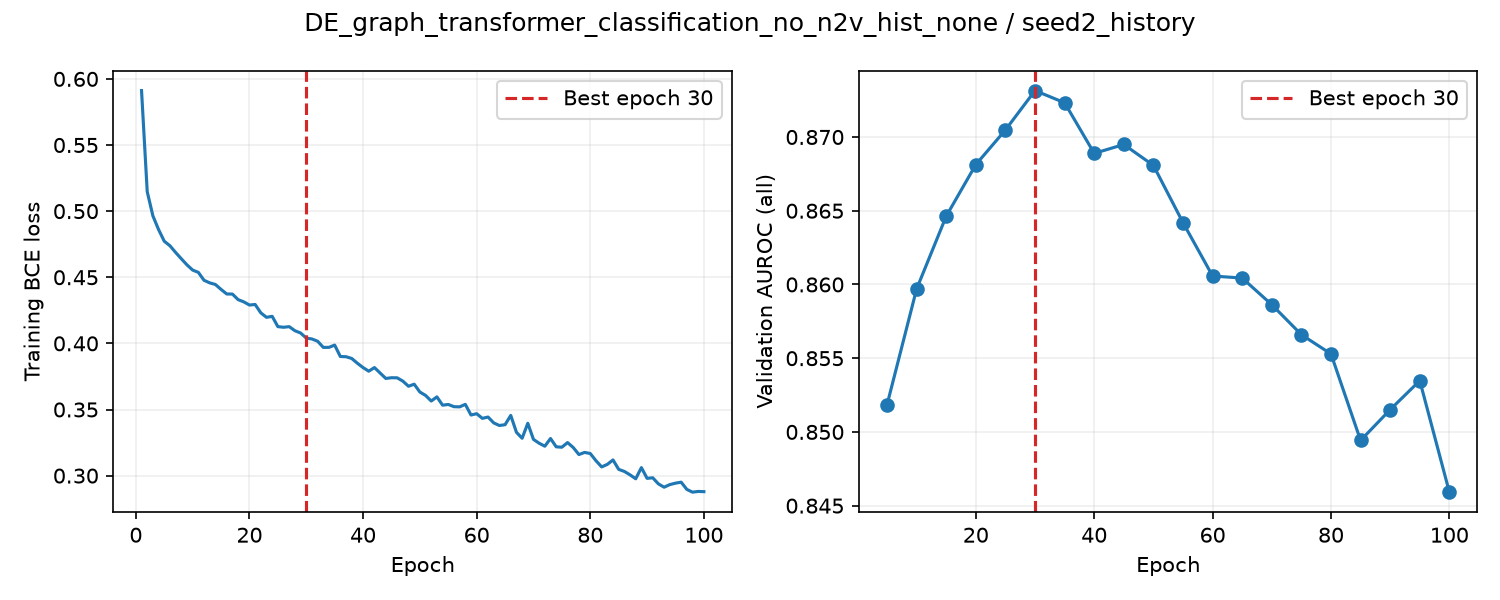 DE_graph_transformer_classification_no_n2v_hist_none / seed2_history
0.60
0.55
0.50
0.45
0.40
0.35
0.30
Training BCE loss
Best epoch 30
0 20 40 60 80 100
Epoch
0.870
0.865
0.860
0.855
0.850
0.845
Validation AUROC (all)
Best epoch 30
20 40 60 80 100
Epoch